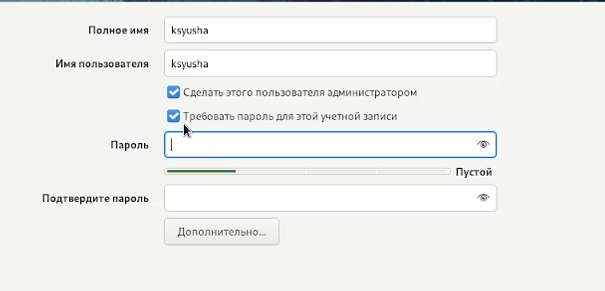 Полное имя ksyusha
Имя пользователя ksyusha
Сделать этого пользователя администратором
Требовать пароль для этой учетной записи
Пароль
Пустой
Подтвердите пароль
Дополнительно...